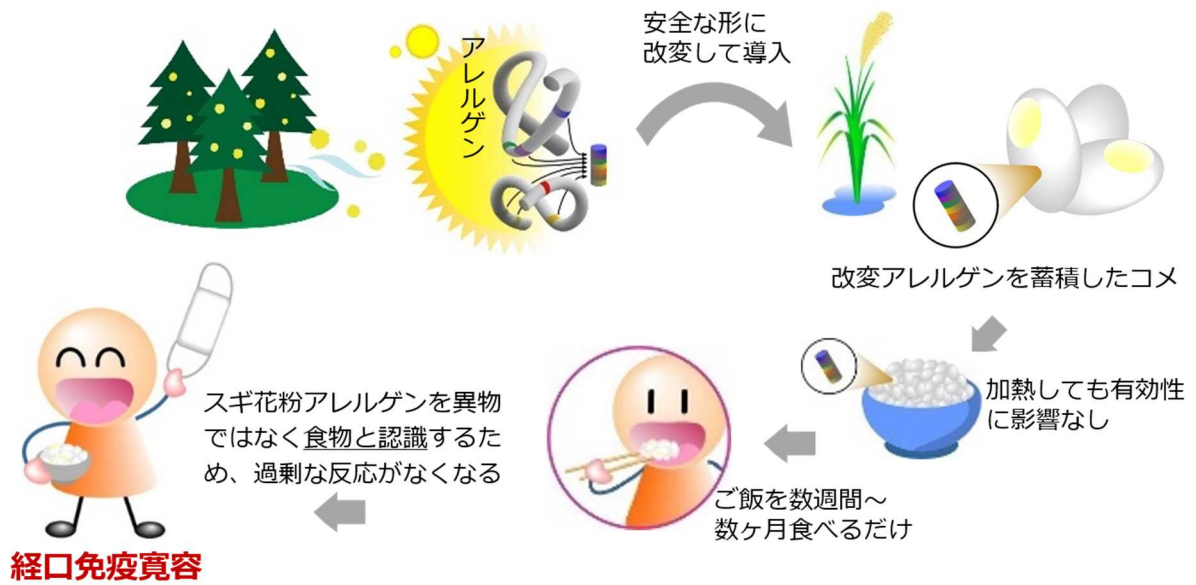 アレルゲン
安全な形に
改変して導入
改変アレルゲンを蓄積したコメ
加熱しても有効性
に影響なし
ご飯を数週間～
数ヶ月食べるだけ
スギ花粉アレルゲンを異物
ではなく食物と認識するた
め、過剰な反応がなくなる
経口免疫寛容